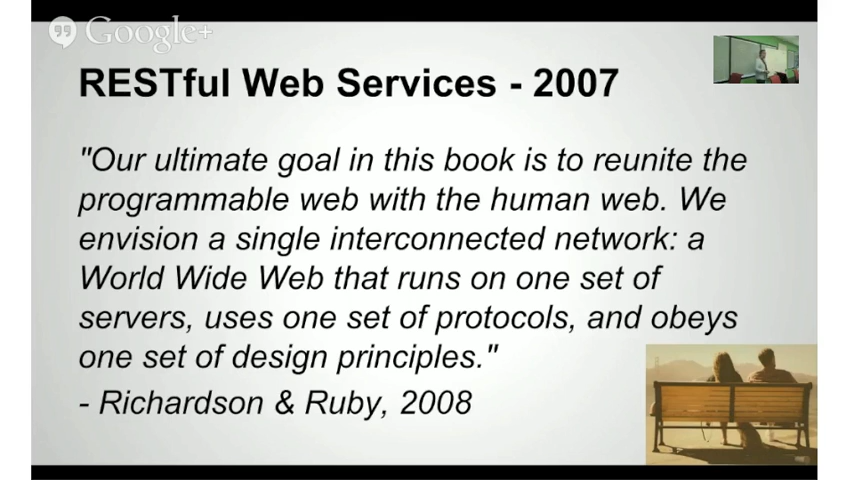 Google+
RESTful Web Services - 2007
"Our ultimate goal in this book is to reunite the
programmable web with the human web. We
envision a single interconnected network: a
World Wide Web that runs on one set of
servers, uses one set of protocols, and obeys
one set of design principles."
- Richardson & Ruby, 2008